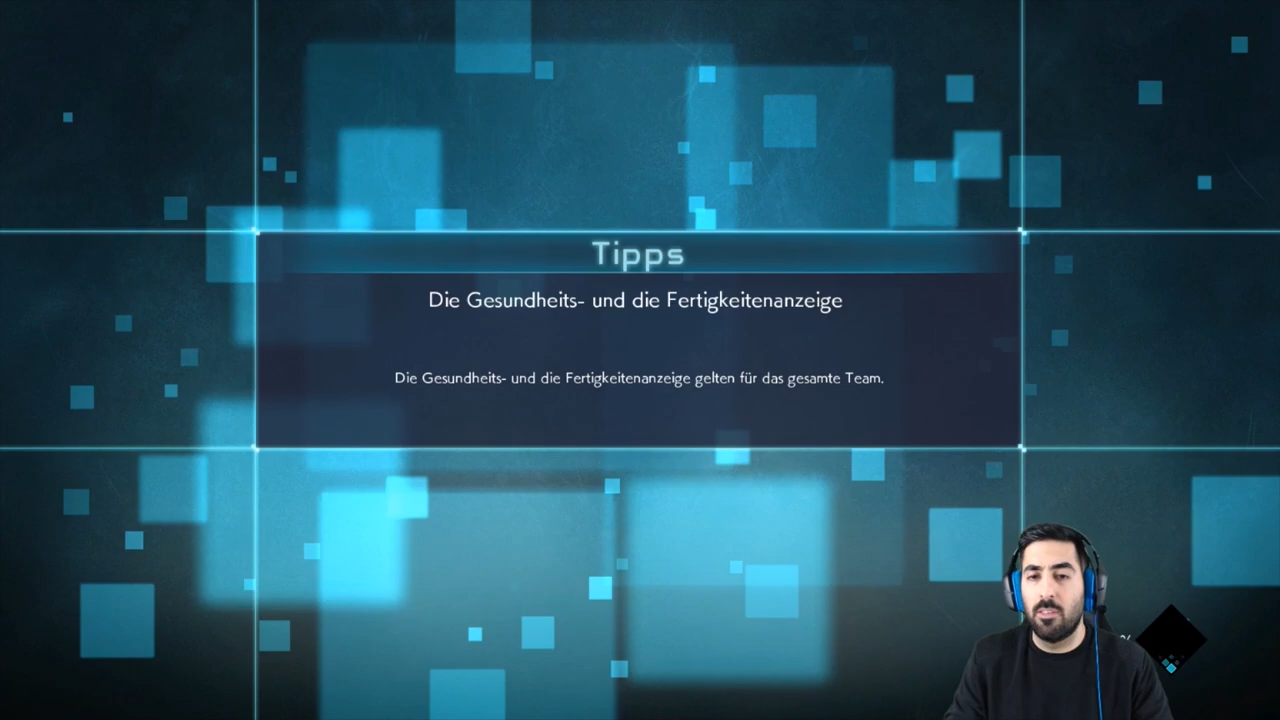 Tipps
Die Gesundheits- und die Fertigkeitenanzeige
Die Gesundheits- und die Fertigkeitenanzeige gelten für das gesamte Team.
%